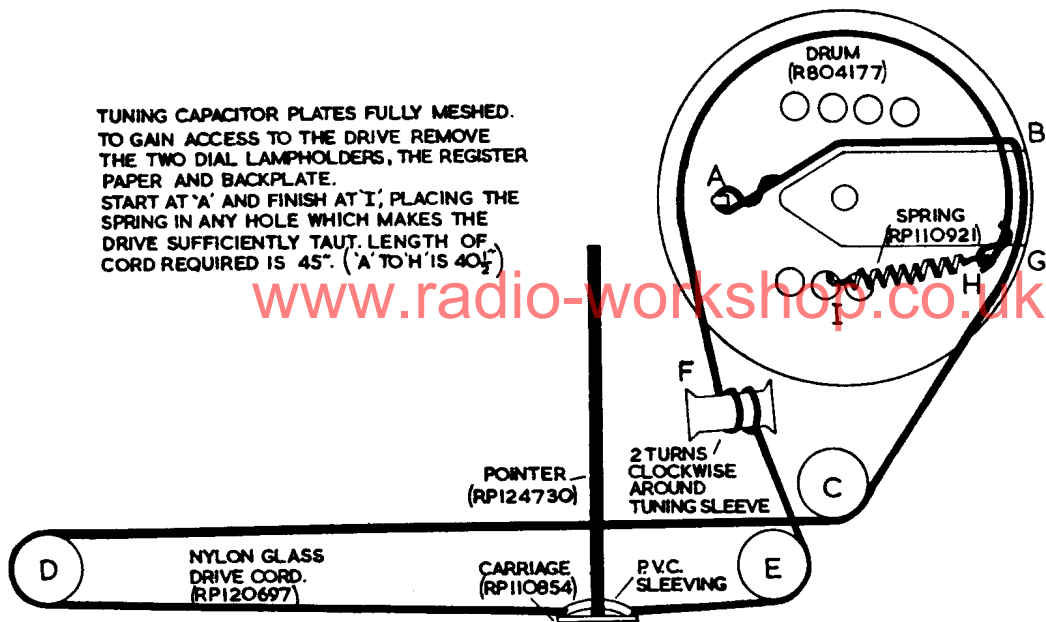 TUNING CAPACITOR PLATES FULLY MESHED.
TO GAIN ACCESS TO THE DRIVE REMOVE
THE TWO DIAL LAMPHOLDERS, THE REGISTER
PAPER AND BACKPLATE.
START AT 'A' AND FINISH AT 'I', PLACING THE
SPRING IN ANY HOLE WHICH MAKES THE
DRIVE SUFFICIENTLY TAUT. LENGTH OF
CORD REQUIRED IS 45". ('A' TO 'H' IS 40½")
www.radio-workshop.co.uk
DRUM
(R804177)
B
A
SPRING
(RP110921)
G
H
I
F
2 TURNS
CLOCKWISE
AROUND
TUNING SLEEVE
C
POINTER
(RP124730)
D
NYLON GLASS
DRIVE CORD.
(RP120697)
CARRIAGE
(RP110854)
P.V.C.
SLEEVING
E